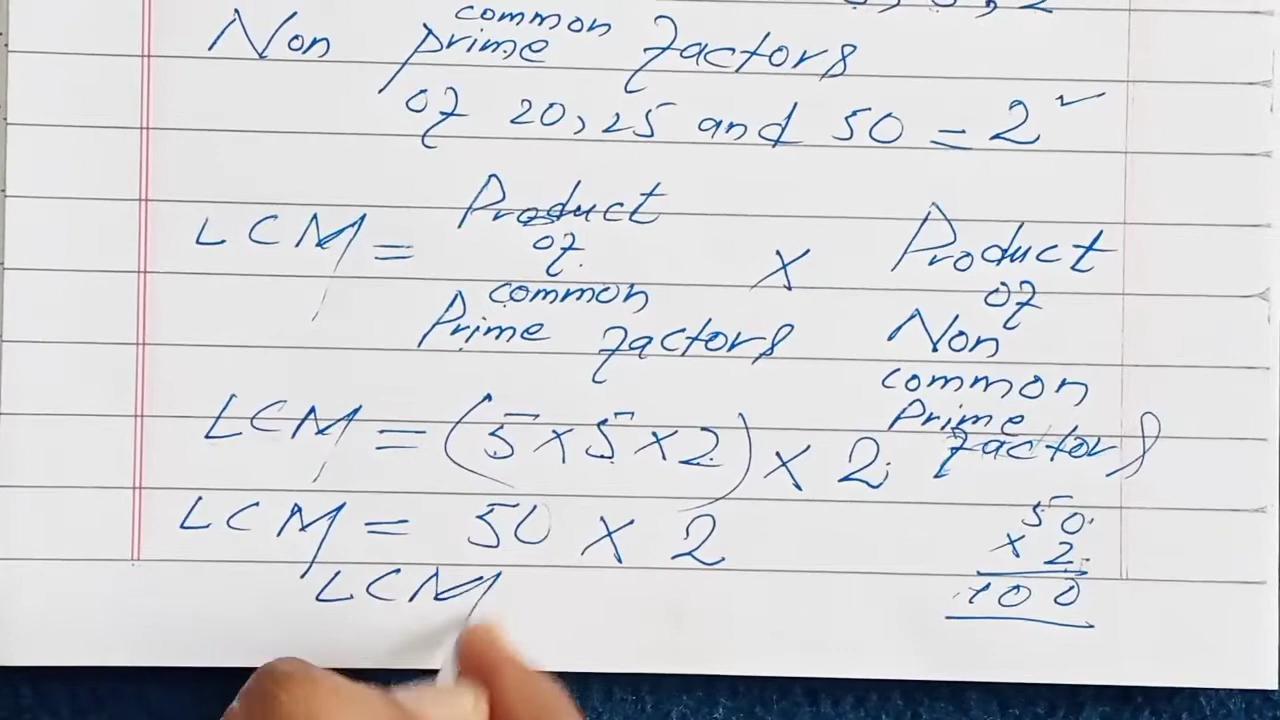 common
Non prime factors
of 20, 25 and 50 = 2 ✓
LCM = Product of common Prime factors × Product of Non common Prime factors
LCM = (5 × 5 × 2) × 2
LCM = 50 × 2
50
× 2
100
LCM